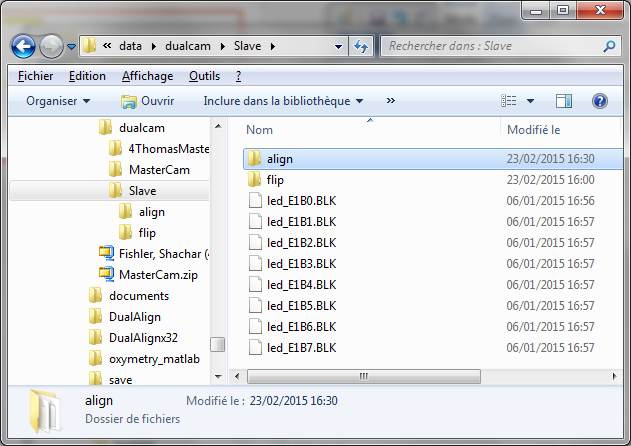 « data ▸ dualcam ▸ Slave ▸
Rechercher dans : Slave
Fichier Edition Affichage Outils ?
Organiser Ouvrir Inclure dans la bibliothèque »
dualcam
4ThomasMaste
MasterCam
Slave
align
flip
Fishler, Shachar (
MasterCam.zip
documents
DualAlign
DualAlignx32
oxymetry_matlab
save
Nom Modifié le
align 23/02/2015 16:30
flip 23/02/2015 16:00
led_E1B0.BLK 06/01/2015 16:56
led_E1B1.BLK 06/01/2015 16:57
led_E1B2.BLK 06/01/2015 16:57
led_E1B3.BLK 06/01/2015 16:57
led_E1B4.BLK 06/01/2015 16:57
led_E1B5.BLK 06/01/2015 16:57
led_E1B6.BLK 06/01/2015 16:57
led_E1B7.BLK 06/01/2015 16:57
align Modifié le : 23/02/2015 16:30
Dossier de fichiers